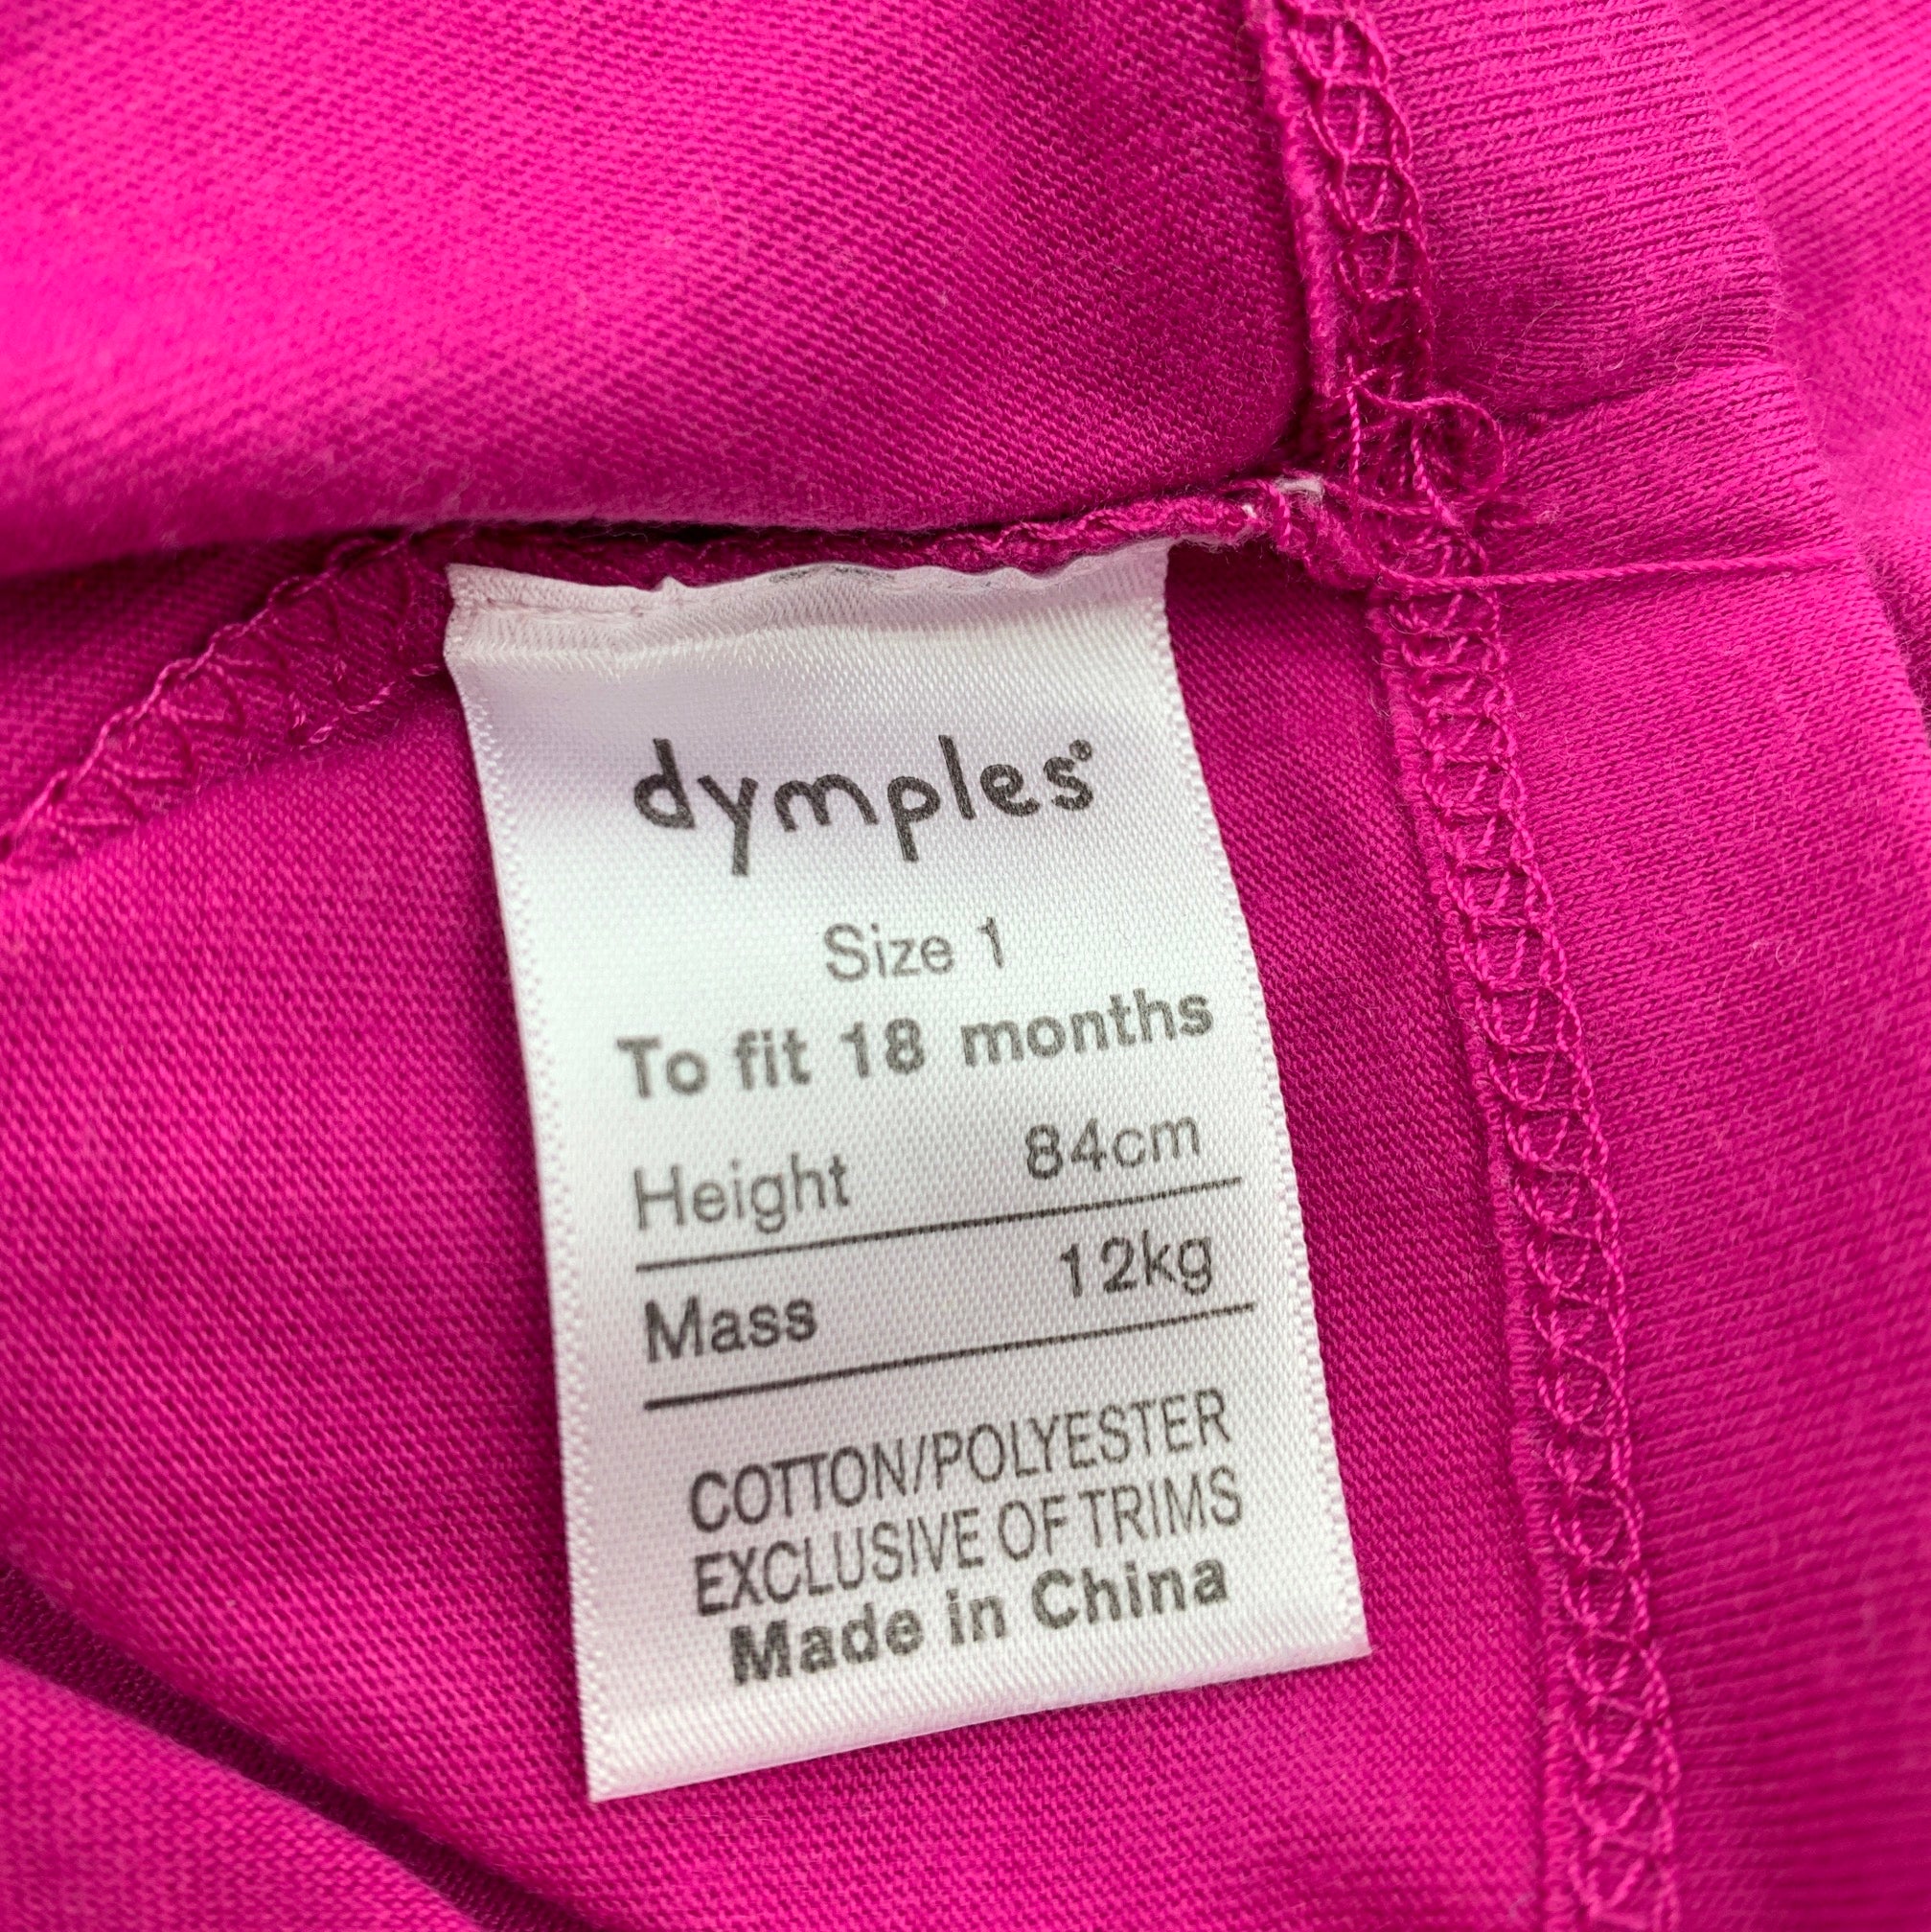 dymples®
Size 1
To fit 18 months
Height 84cm
Mass 12kg
COTTON/POLYESTER
EXCLUSIVE OF TRIMS
Made in China